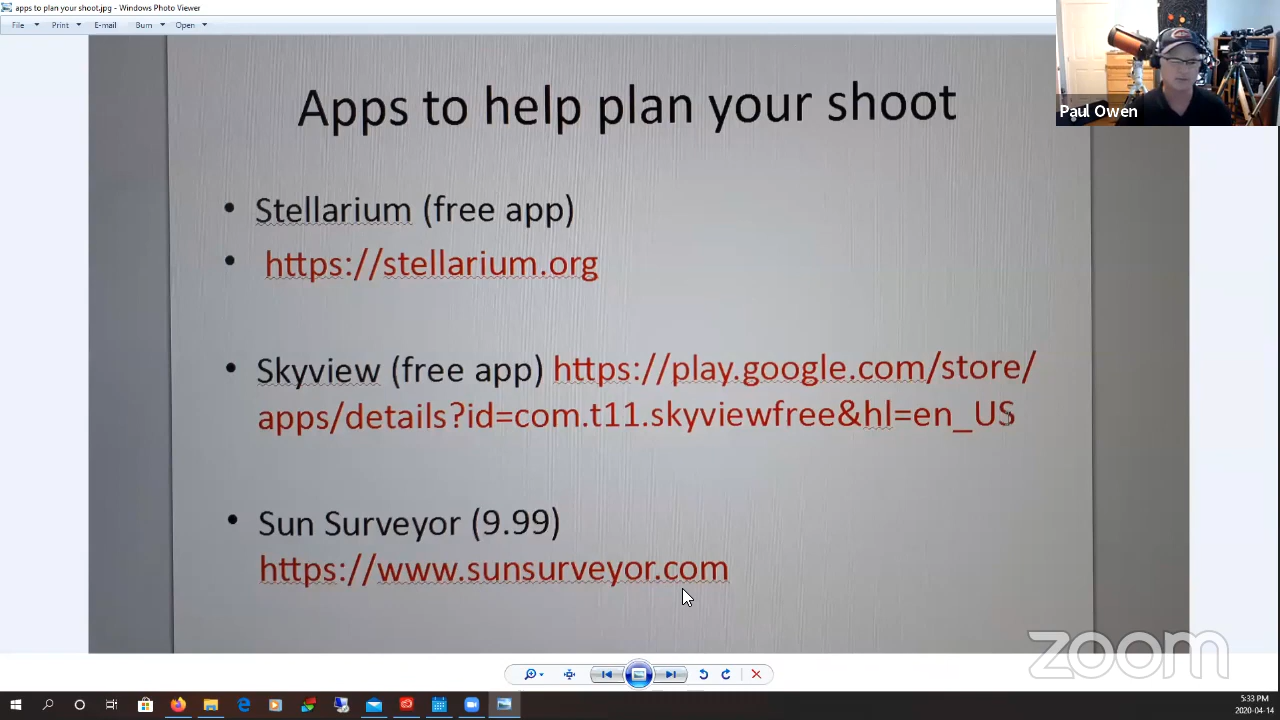 apps to plan your shoot.jpg - Windows Photo Viewer
File Print E-mail Burn Open
Apps to help plan your shoot
Paul Owen
• Stellarium (free app)
• https://stellarium.org
• Skyview (free app) https://play.google.com/store/
apps/details?id=com.t11.skyviewfree&hl=en_US
• Sun Surveyor (9.99)
https://www.sunsurveyor.com
zoom
5:33 PM
2020-04-14